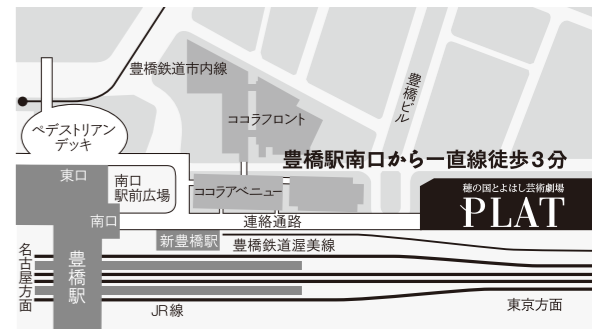 豊橋鉄道市内線
豊橋ビル
ペデストリアン
デッキ
ココラフロント
豊橋駅南口から一直線徒歩3分
東口
南口
駅前広場
ココラアベニュー
穂の国とよはし芸術劇場
PLAT
南口
連絡通路
新豊橋駅
豊橋鉄道渥美線
名古屋方面
豊橋駅
JR線
東京方面